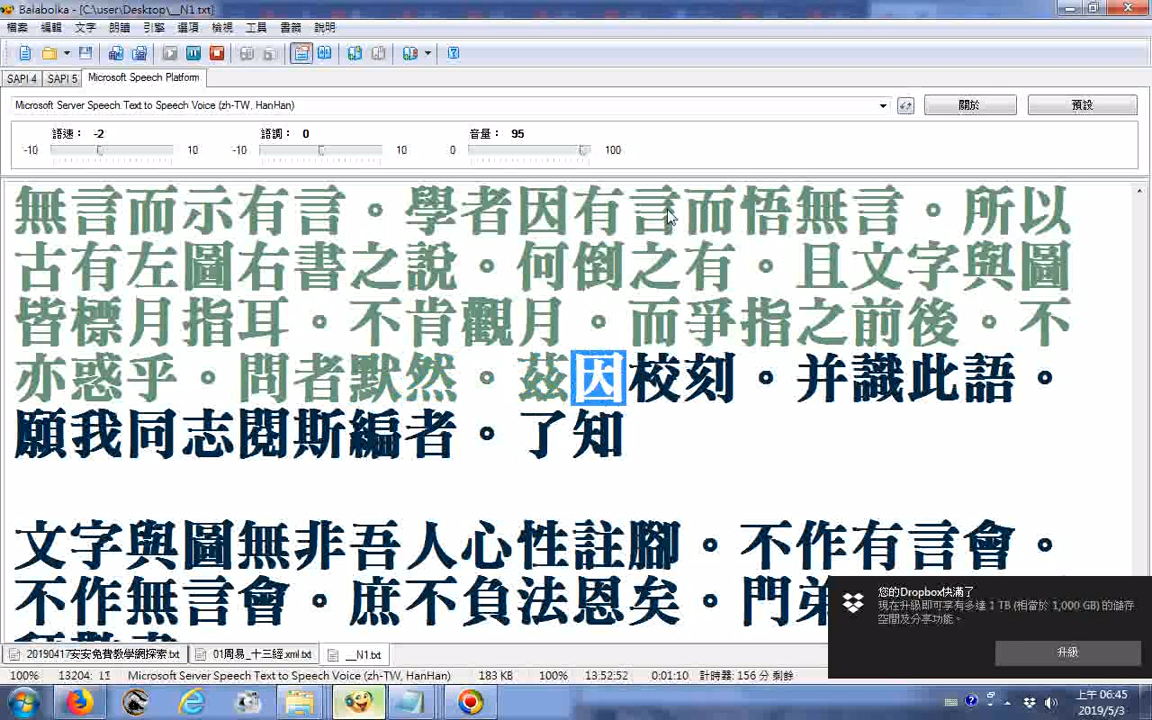 Balabolka - [C:\user\Desktop\__N1.txt]
檔案 編輯 文字 朗讀 引擎 選項 檢視 工具 書籤 說明
SAPI 4 SAPI 5 Microsoft Speech Platform
Microsoft Server Speech Text to Speech Voice (zh-TW, HanHan) 關於 預設
語速: -2 語調: 0 音量: 95
-10 10 -10 10 0 100
無言而示有言。學者因有言而悟無言。所以
古有左圖右書之說。何倒之有。且文字與圖
皆標月指耳。不肯觀月。而爭指之前後。不
亦惑乎。問者默然。茲因校刻。并識此語。
願我同志閱斯編者。了知
文字與圖無非吾人心性註腳。不作有言會。
不作無言會。庶不負法恩矣。門弟
您的Dropbox快滿了
現在升級即可享有多達 1 TB (相當於 1,000 GB) 的儲存
空間及分享功能。
升級
20190417安安免費教學網探索.txt 01周易_十三經.xml.txt __N1.txt
100% 13204: 11 Microsoft Server Speech Text to Speech Voice (zh-TW, HanHan) 183 KB 100% 13:52:52 0:01:10 計時器: 156 分 剩餘
上午 06:45
2019/5/3